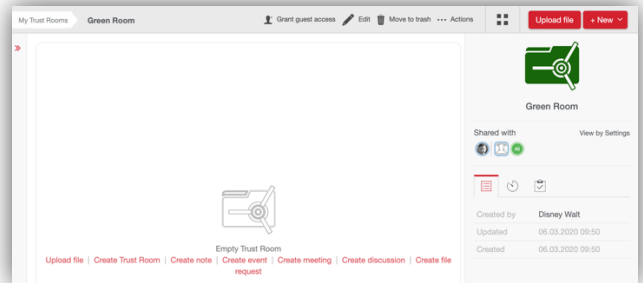 My Trust Rooms
Green Room
Grant guest access
Edit
Move to trash
Actions
Upload file
+ New
Green Room
Shared with
View by Settings
Empty Trust Room
Upload file | Create Trust Room | Create note | Create event | Create meeting | Create discussion | Create file
request
Created by Disney Walt
Updated 06.03.2020 09:50
Created 06.03.2020 09:50